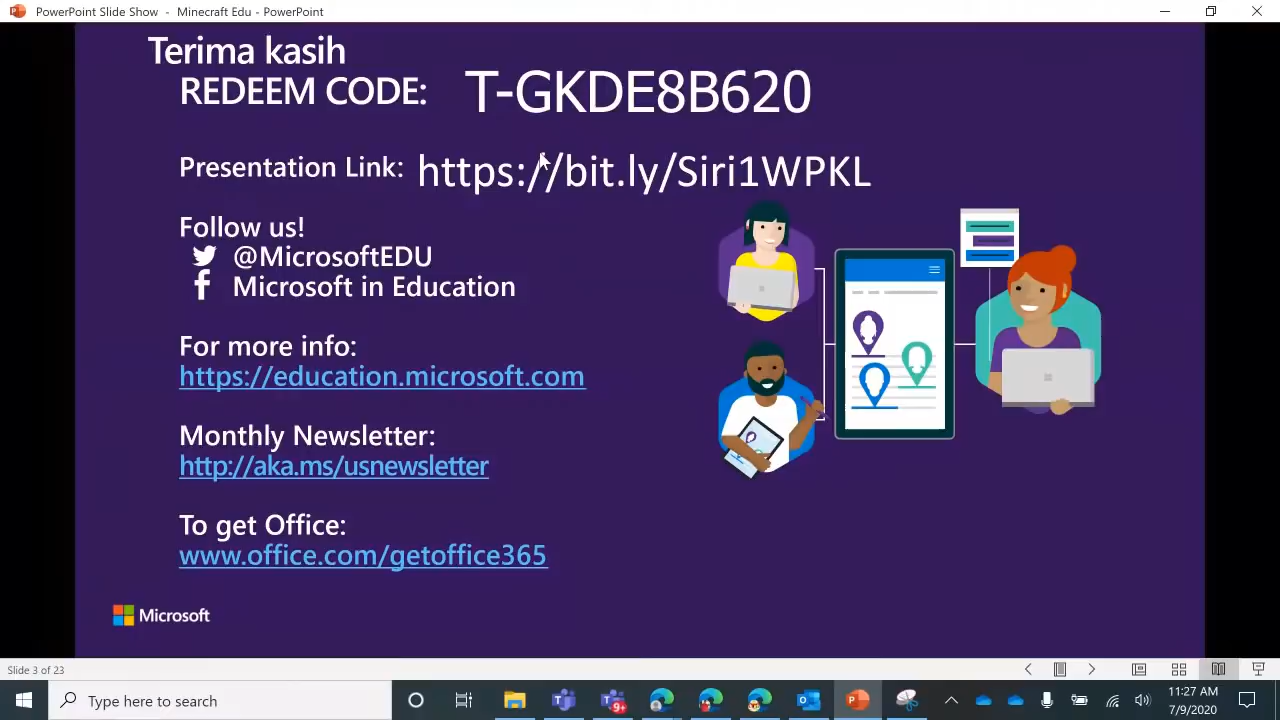 PowerPoint Slide Show - Minecraft Edu - PowerPoint
Terima kasih
REDEEM CODE: T-GKDE8B620
Presentation Link: https://bit.ly/Siri1WPKL
Follow us!
@MicrosoftEDU
Microsoft in Education
For more info:
https://education.microsoft.com
Monthly Newsletter:
http://aka.ms/usnewsletter
To get Office:
www.office.com/getoffice365
Microsoft
Slide 3 of 23
Type here to search
9+
11:27 AM
7/9/2020